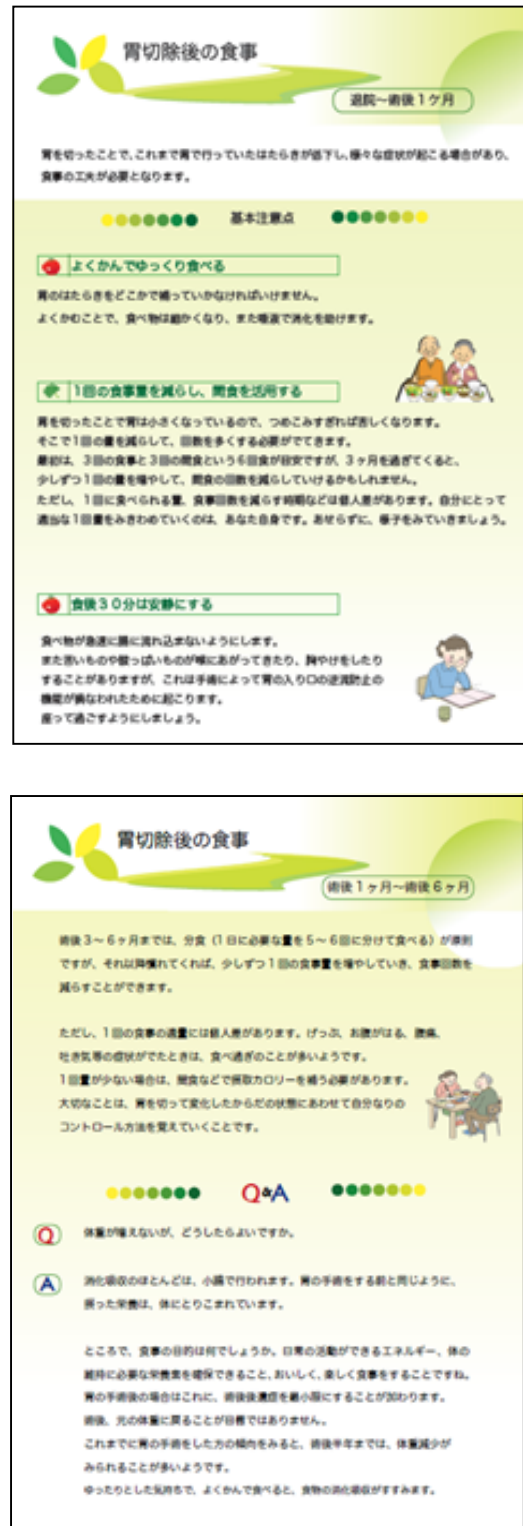 胃切除後の食事
退院～術後1ケ月
胃を切ったことで、これまで胃で行っていたはたらきが低下し、様々な症状が起こる場合があり、
食事の工夫が必要となります。
基本注意点
よくかんでゆっくり食べる
胃のはたらきをどこかで補っていかなければいけません。
よくかむことで、食べ物は細かくなり、また唾液で消化を助けます。
1回の食事量を減らし、間食を活用する
胃を切ったことで胃は小さくなっているので、つめこみすぎれば苦しくなります。
そこで1回の量を減らして、回数を多くする必要がでてきます。
最初は、3回の食事と3回の間食という6回食が目安ですが、3ヶ月を過ぎてくると、
少しずつ1回の量を増やして、間食の回数を減らしていけるかもしれません。
ただし、1回に食べられる量、食事回数を減らす時期などは個人差があります。自分にとって
適当な1回量をみきわめていくのは、あなた自身です。あせらずに、様子をみていきましょう。
食後30分は安静にする
食べ物が急速に腸に流れ込まないようにします。
また苦いものや酸っぱいものが喉にあがってきたり、胸やけをしたり
することがありますが、これは手術によって胃の入り口の逆流防止の
機能が損なわれたために起こります。
座って過ごすようにしましょう。
胃切除後の食事
術後1ヶ月～術後6ヶ月
術後3～6ヶ月までは、分食（1日に必要な量を5～6回に分けて食べる）が原則
ですが、それ以降慣れてくれば、少しずつ1回の食事量を増やしていき、食事回数を
減らすことができます。
ただし、1回の食事の適量には個人差があります。げっぷ、お腹がはる、腹痛、
吐き気等の症状がでたときは、食べ過ぎのことが多いようです。
1回量が少ない場合は、間食などで摂取カロリーを補う必要があります。
大切なことは、胃を切って変化したからだの状態にあわせて自分なりの
コントロール方法を覚えていくことです。
Q&A
Q 体重が増えないが、どうしたらよいですか。
A 消化吸収のほとんどは、小腸で行われます。胃の手術をする前と同じように、
摂った栄養は、体にとりこまれています。
ところで、食事の目的は何でしょうか。日常の活動ができるエネルギー、体の
維持に必要な栄養素を確保できること、おいしく、楽しく食事をすることですね。
胃の手術後の場合はこれに、術後後遺症を最小限にすることが加わります。
術後、元の体重に戻ることが目標ではありません。
これまでに胃の手術をした方の傾向をみると、術後半年までは、体重減少が
みられることが多いようです。
ゆったりとした気持ちで、よくかんで食べると、食物の消化吸収がすすみます。